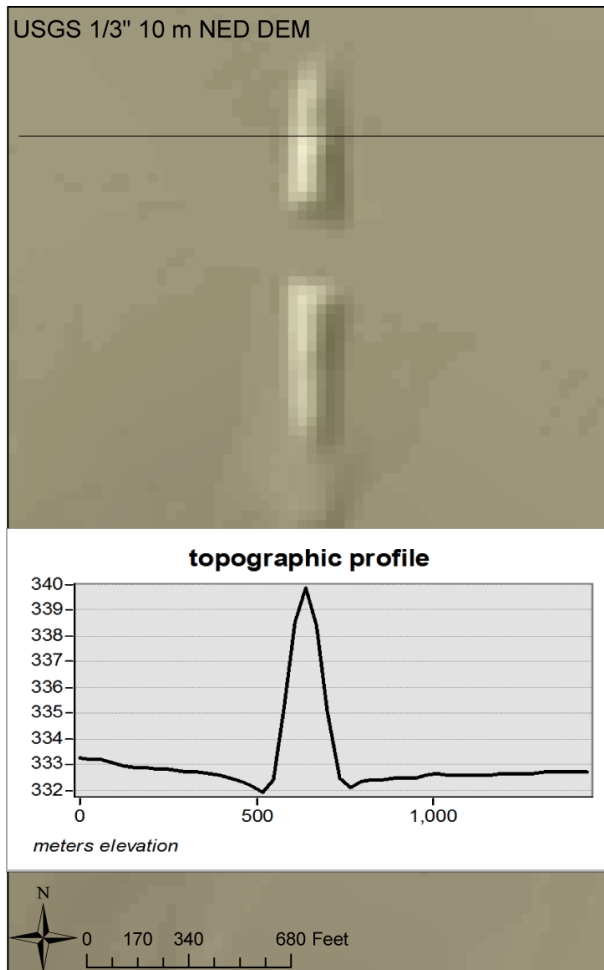 USGS 1/3" 10 m NED DEM
topographic profile
340
339
338
337
336
335
334
333
332
0 500 1,000
meters elevation
N
0 170 340 680 Feet